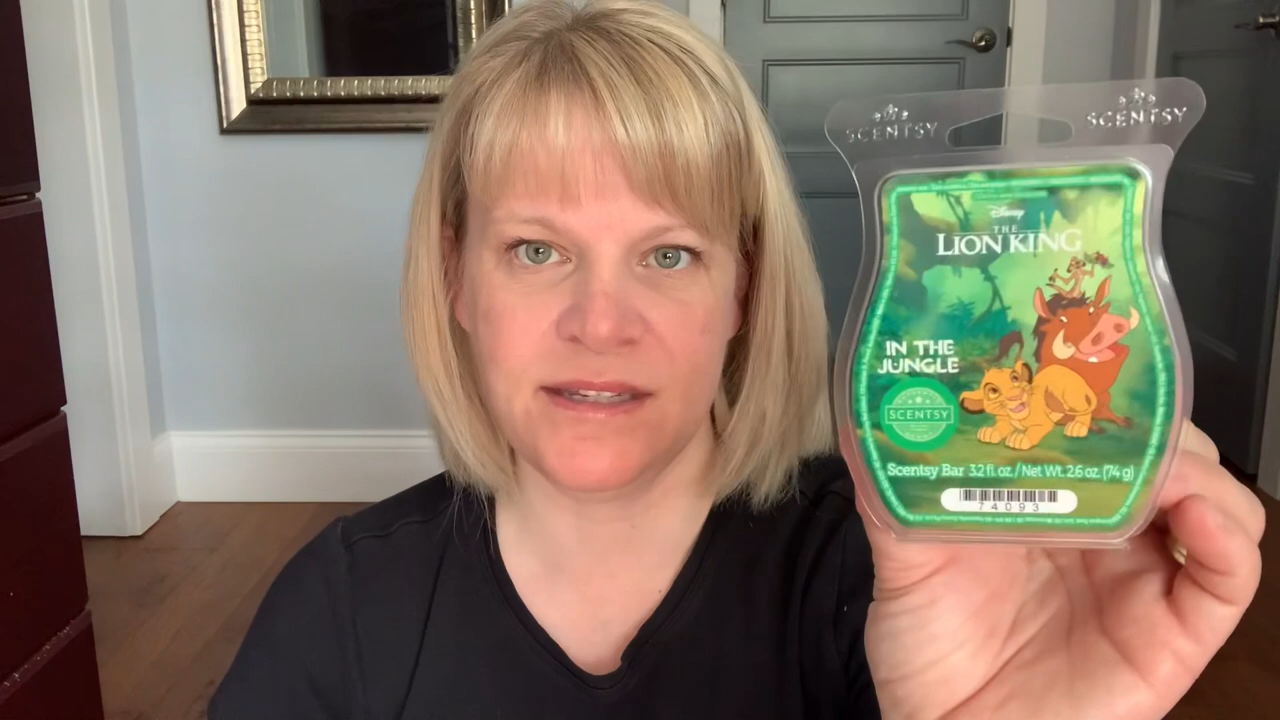 SCENTSY SCENTSY
Disney
THE
LION KING
IN THE
JUNGLE
SCENTSY
Scentsy Bar 3.2 fl. oz. / Net Wt. 2.6 oz. (74 g)
74093